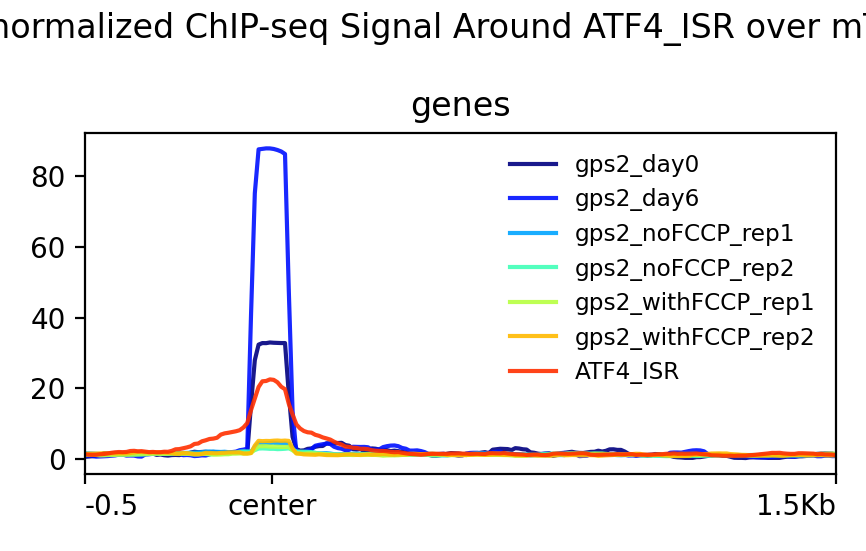 normalized ChIP-seq Signal Around ATF4_ISR over m
genes
80
60
40
20
0
gps2_day0
gps2_day6
gps2_noFCCP_rep1
gps2_noFCCP_rep2
gps2_withFCCP_rep1
gps2_withFCCP_rep2
ATF4_ISR
-0.5
center
1.5Kb